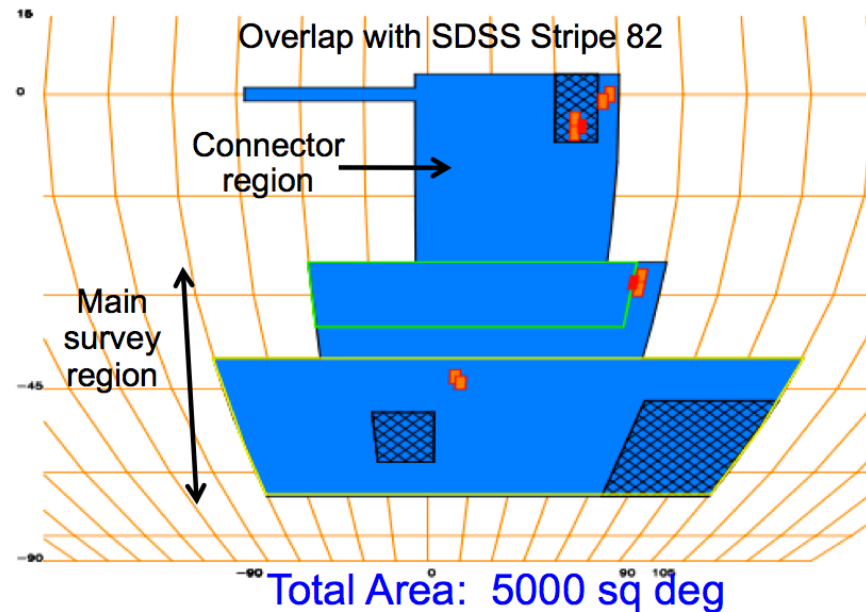 15
Overlap with SDSS Stripe 82
0
Connector
region
Main
survey
region
-45
-90
-90
0
90
105
Total Area: 5000 sq deg